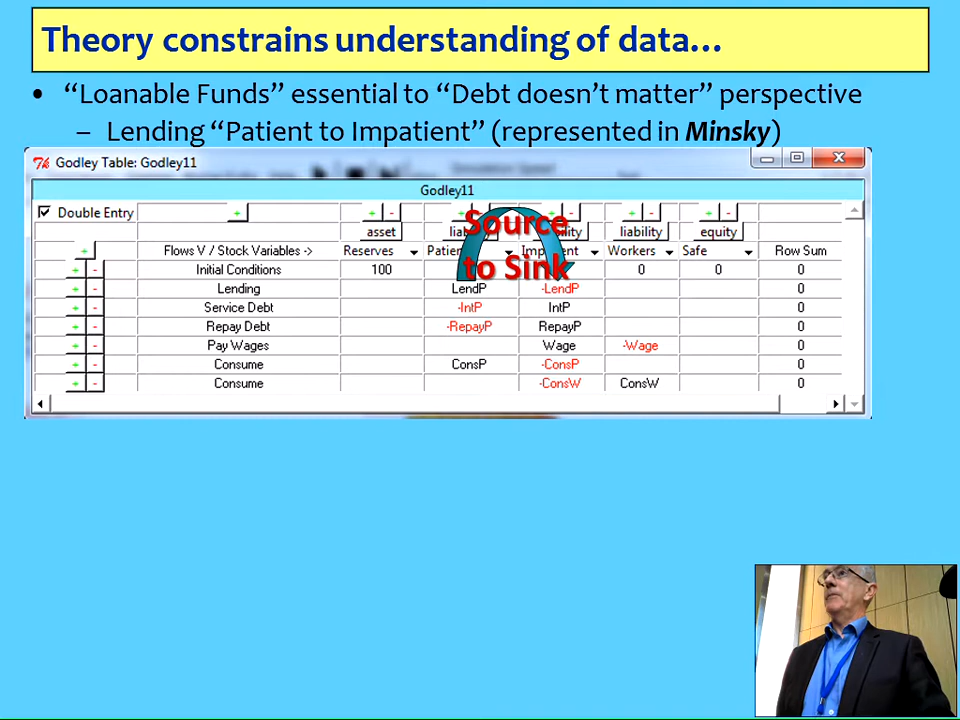 Theory constrains understanding of data…
• “Loanable Funds” essential to “Debt doesn’t matter” perspective
– Lending “Patient to Impatient” (represented in Minsky)
Godley Table: Godley11
Godley11
Double Entry + + - + - + - + -
asset liability equity
Source
to Sink
+ Flows V / Stock Variables -> Reserves Workers Safe Row Sum
+ - Initial Conditions 100 0 0 0
+ - Lending LendP -LendP 0
+ - Service Debt -IntP IntP 0
+ - Repay Debt -RepayP RepayP 0
+ - Pay Wages Wage -Wage 0
+ - Consume ConsP -ConsP 0
+ - Consume -ConsW ConsW 0